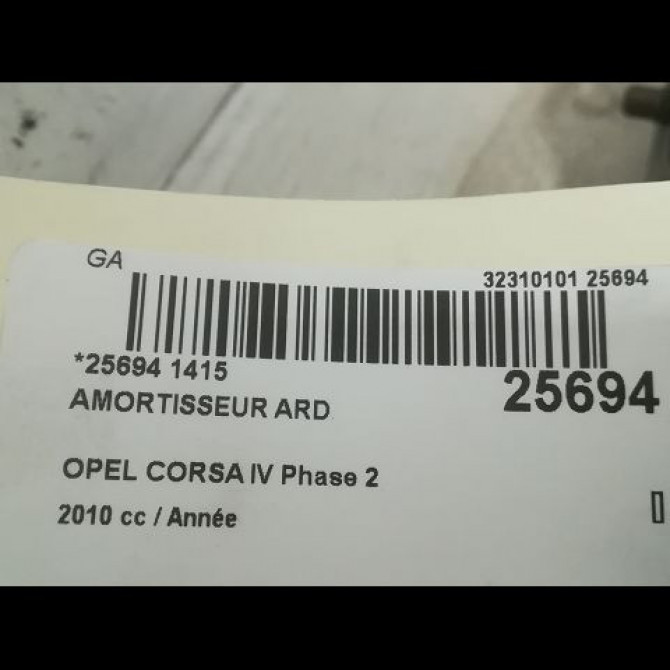 GA
32310101 25694
*25694 1415
25694
AMORTISSEUR ARD
OPEL CORSA IV Phase 2
2010 cc / Année